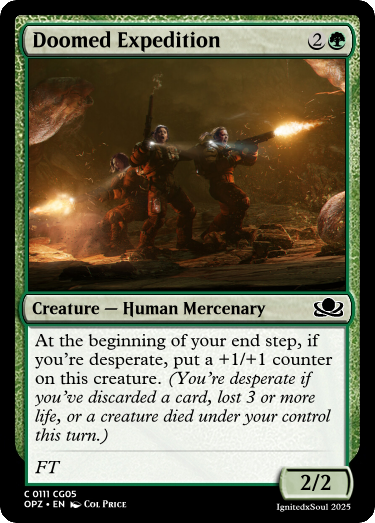 Doomed Expedition 2
Creature — Human Mercenary
At the beginning of your end step, if
you're desperate, put a +1/+1 counter
on this creature. (You're desperate if
you've discarded a card, lost 3 or more
life, or a creature died under your control
this turn.)
FT
2/2
C 0111 CG05
OPZ • EN Col Price
IgnitedxSoul 2025